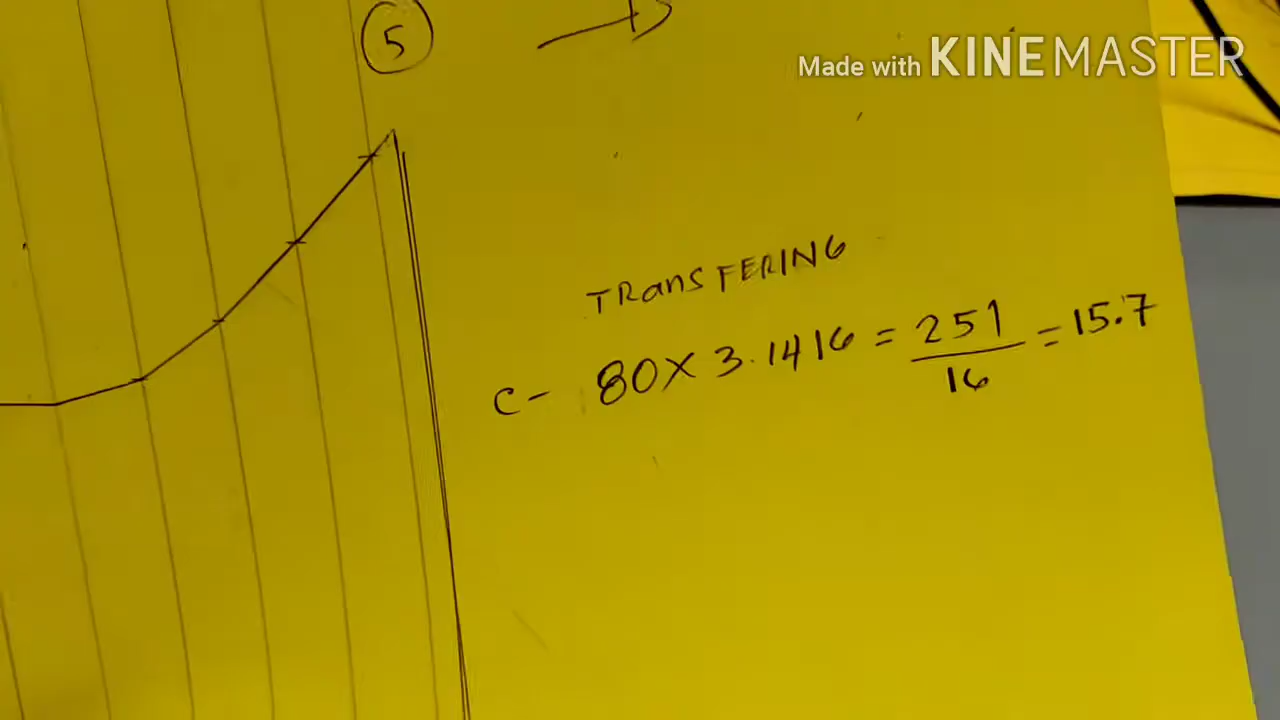 5
Made with KINEMASTER
TRanSFERING
C- 80 X 3.1416 = 251/16 = 15.7